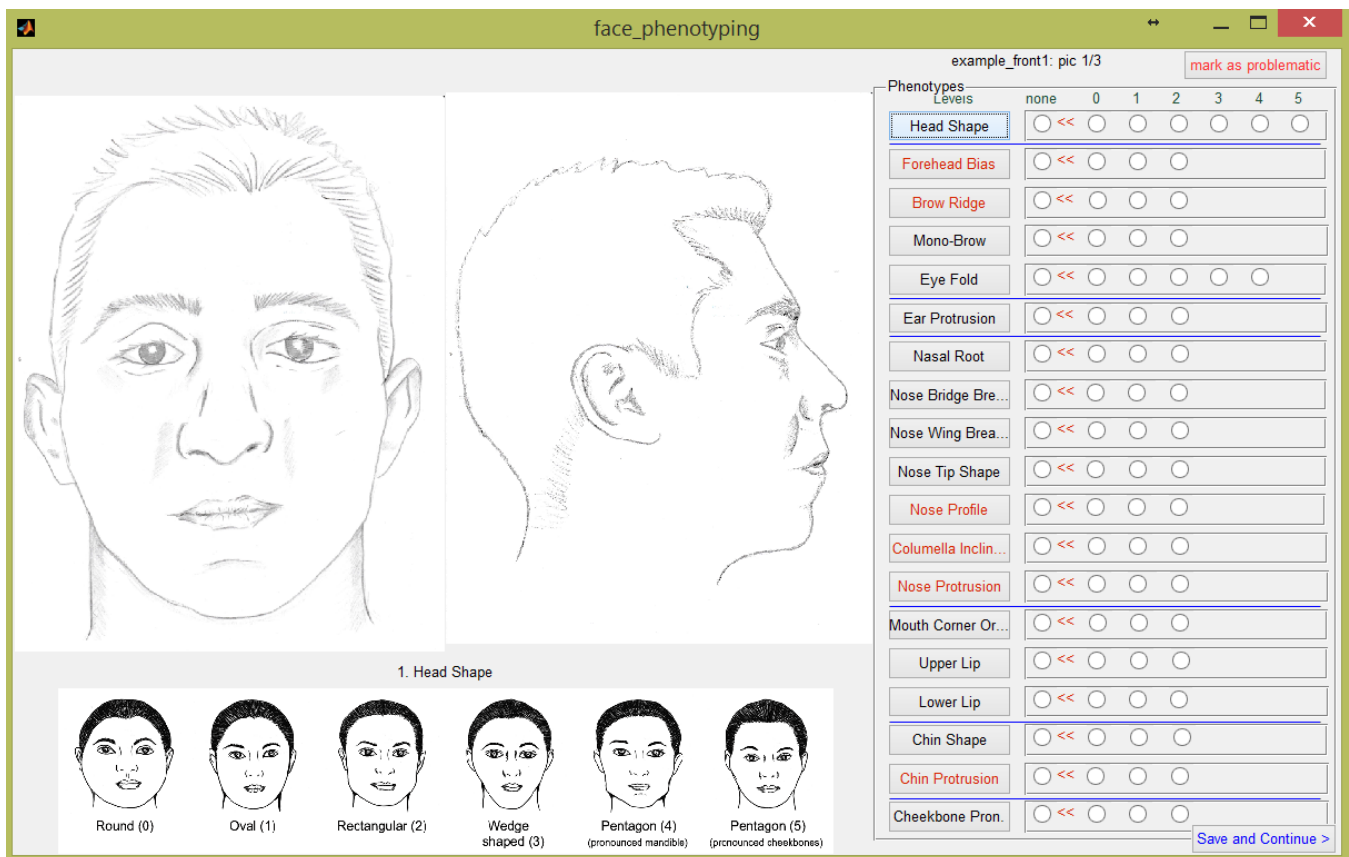 face_phenotyping
example_front1: pic 1/3
mark as problematic
Phenotypes
Levels none 0 1 2 3 4 5
Head Shape <<
Forehead Bias <<
Brow Ridge <<
Mono-Brow <<
Eye Fold <<
Ear Protrusion <<
Nasal Root <<
Nose Bridge Bre... <<
Nose Wing Brea... <<
Nose Tip Shape <<
Nose Profile <<
Columella Inclin... <<
Nose Protrusion <<
Mouth Corner Or... <<
Upper Lip <<
Lower Lip <<
Chin Shape <<
Chin Protrusion <<
Cheekbone Pron. <<
Save and Continue >
1. Head Shape
Round (0)
Oval (1)
Rectangular (2)
Wedge
shaped (3)
Pentagon (4)
(pronounced mandible)
Pentagon (5)
(prcnounced cheekbones)